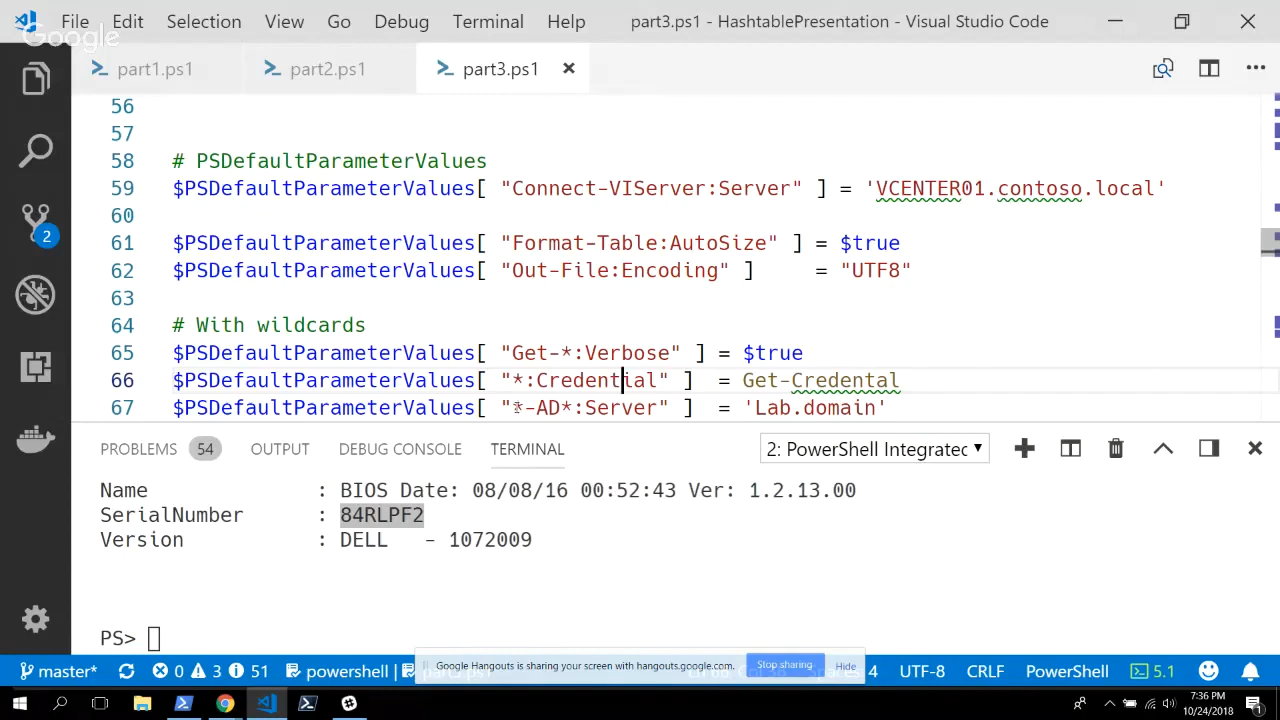 File Edit Selection View Go Debug Terminal Help part3.ps1 - HashtablePresentation - Visual Studio Code
Google
part1.ps1 part2.ps1 part3.ps1
56
57
58 # PSDefaultParameterValues
59 $PSDefaultParameterValues[ "Connect-VIServer:Server" ] = 'VCENTER01.contoso.local'
60
61 $PSDefaultParameterValues[ "Format-Table:AutoSize" ] = $true
62 $PSDefaultParameterValues[ "Out-File:Encoding" ] = "UTF8"
63
64 # With wildcards
65 $PSDefaultParameterValues[ "Get-*:Verbose" ] = $true
66 $PSDefaultParameterValues[ "*:Credential" ] = Get-Credental
67 $PSDefaultParameterValues[ "*-AD*:Server" ] = 'Lab.domain'
2
PROBLEMS 54 OUTPUT DEBUG CONSOLE TERMINAL 2: PowerShell Integratec
Name : BIOS Date: 08/08/16 00:52:43 Ver: 1.2.13.00
SerialNumber : 84RLPF2
Version : DELL - 1072009
PS>
Google Hangouts is sharing your screen with hangouts.google.com. Stop sharing Hide
master* 0 3 51 powershell part3.ps1 4 UTF-8 CRLF PowerShell 5.1
7:36 PM
10/24/2018
1